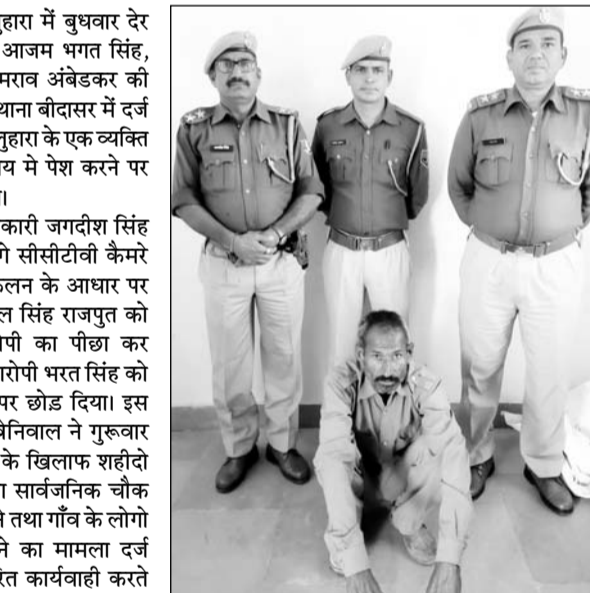 हारा में बुधवार देर
आजम भगत सिंह,
मराव अंबेडकर की
थाना बीदासर में दर्ज
लुहारा के एक व्यक्ति
य मे पेश करने पर
कारी जगदीश सिंह
गे सीसीटीवी कैमरे
कलन के आधार पर
ल सिंह राजपुत को
पी का पीछा कर
रोपी भरत सिंह को
पर छोड़ दिया। इस
बेनिवाल ने गुरूवार
के खिलाफ शहीदो
सार्वजनिक चौक
तथा गाँव के लोगो
ने का मामला दर्ज
रित कार्यवाही करते